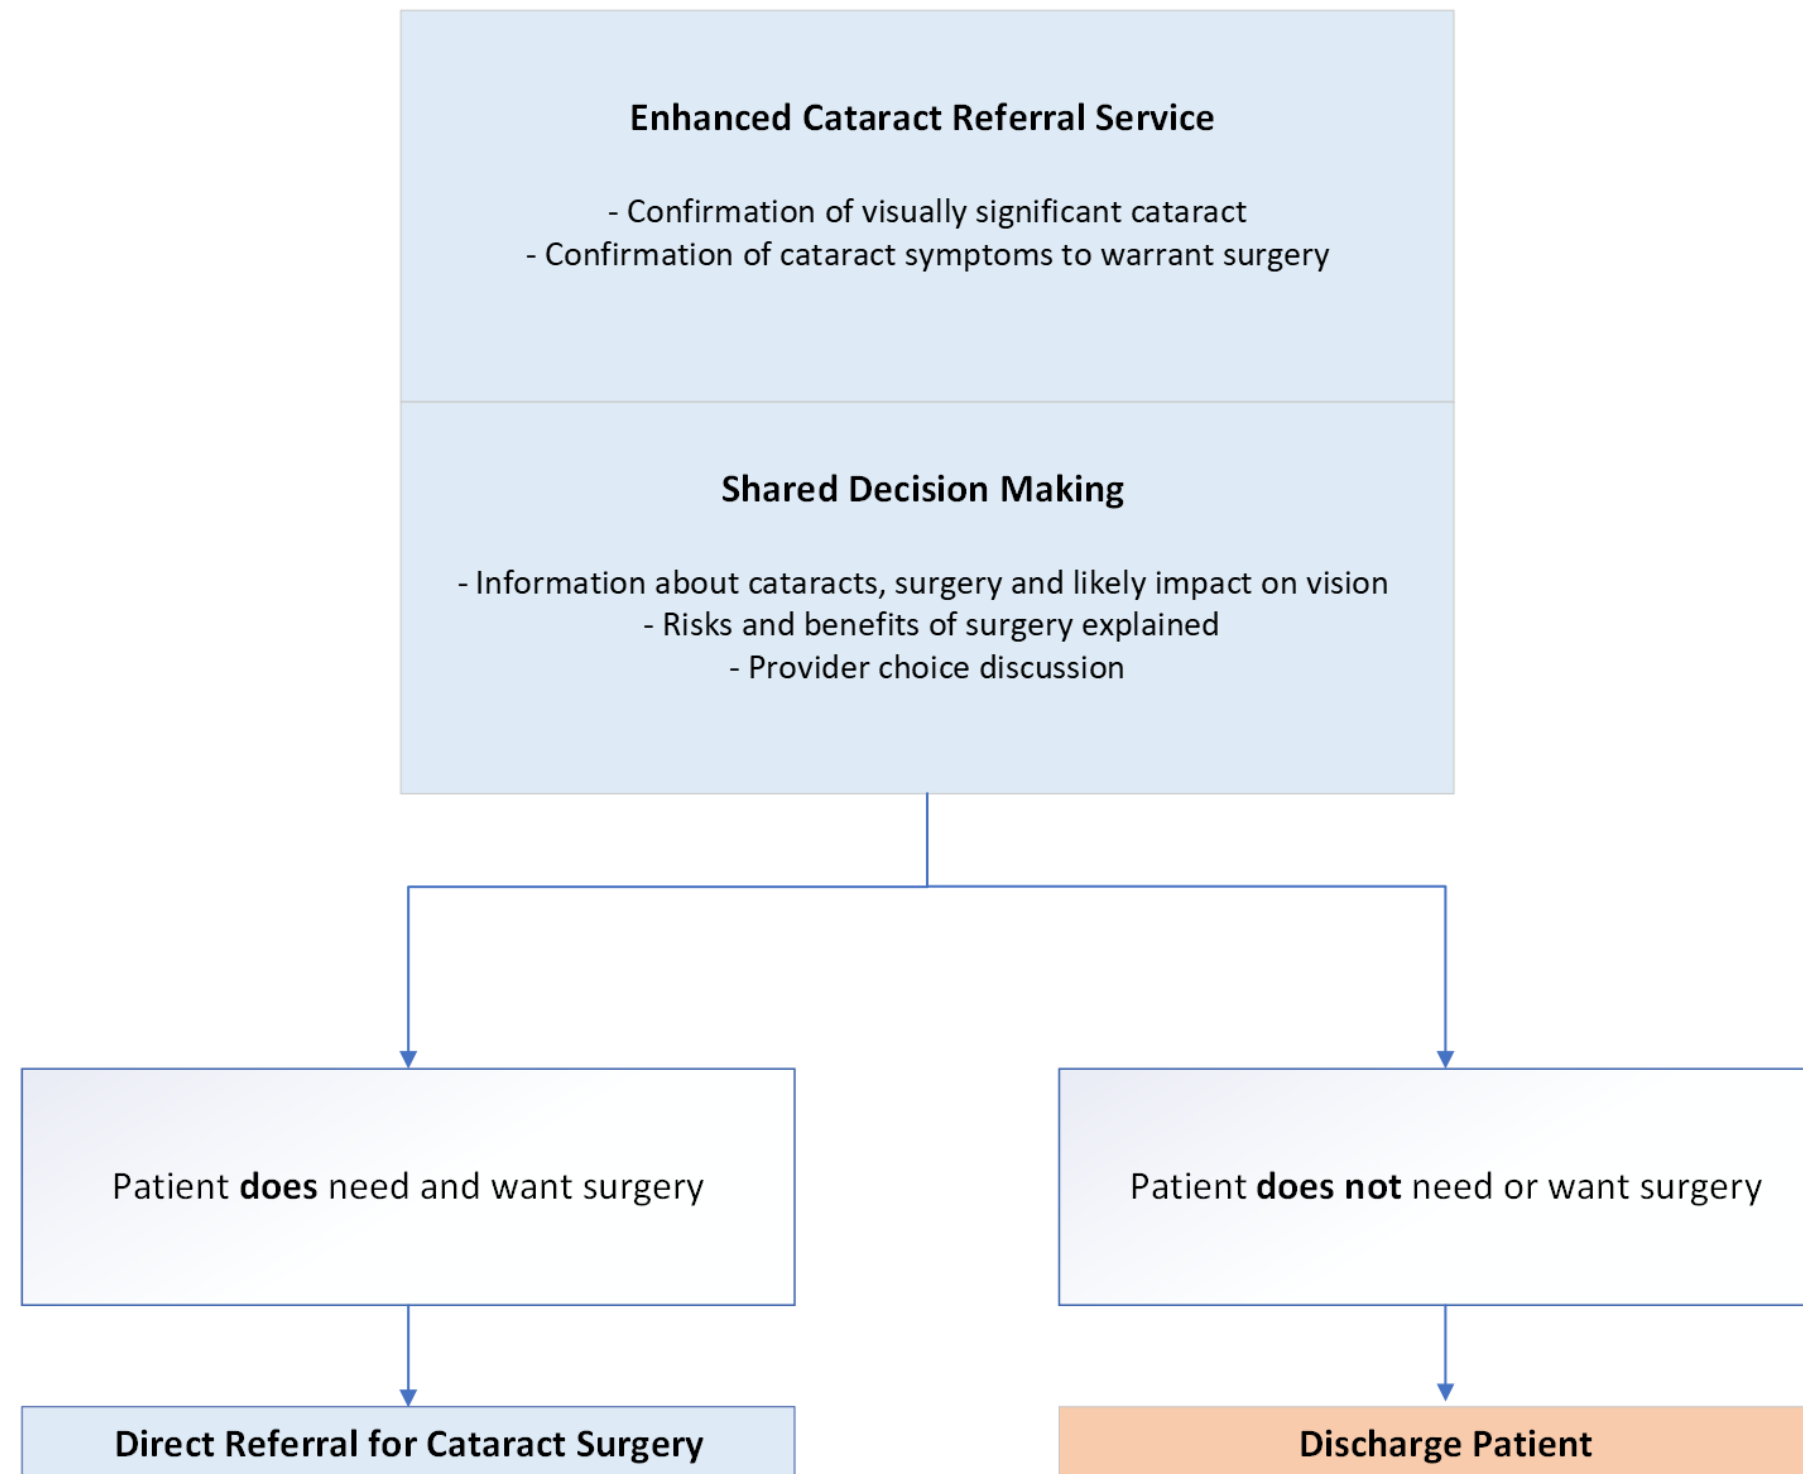 Enhanced Cataract Referral Service
- Confirmation of visually significant cataract
- Confirmation of cataract symptoms to warrant surgery
Shared Decision Making
- Information about cataracts, surgery and likely impact on vision
- Risks and benefits of surgery explained
- Provider choice discussion
Patient does need and want surgery
Patient does not need or want surgery
Direct Referral for Cataract Surgery
Discharge Patient